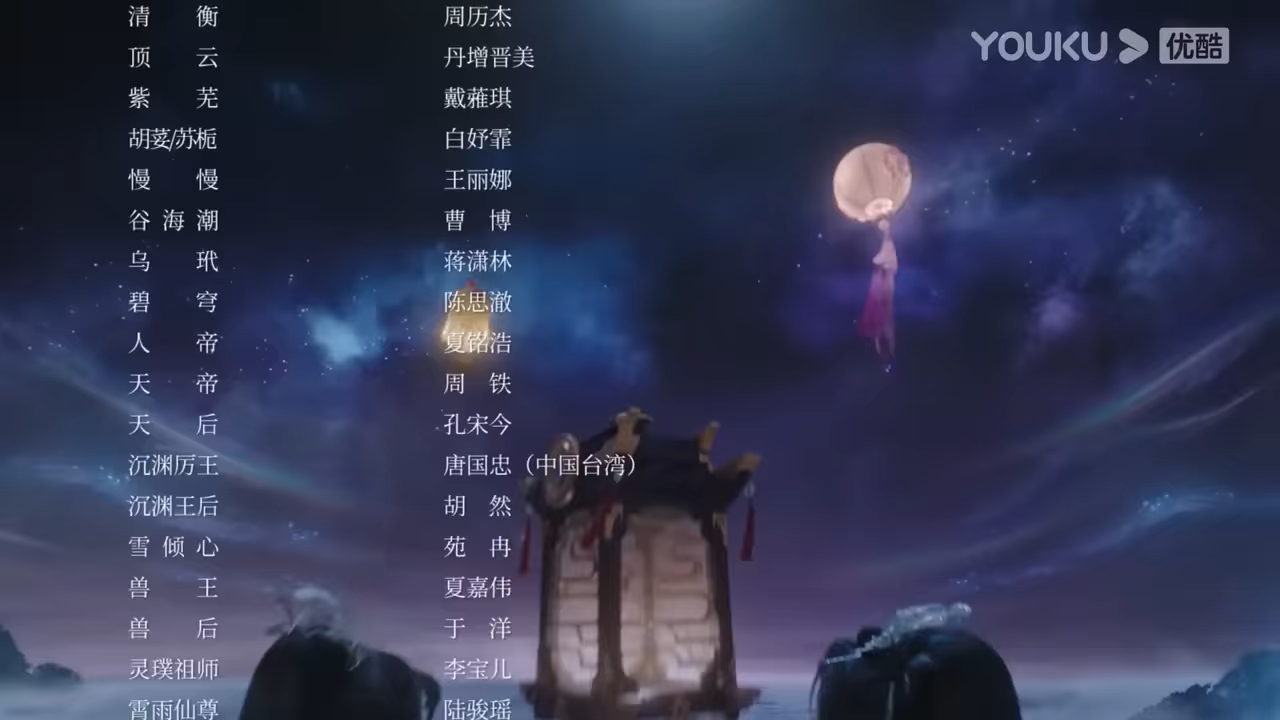 YOUKU 优酷
清衡 周历杰
顶云 丹增晋美
紫芜 戴薙琪
胡荽/苏栀 白妤霏
慢慢 王丽娜
谷海潮 曹博
乌玳 蒋潇林
碧穹 陈思澈
人帝 夏铭浩
天帝 周铁
天后 孔宋今
沉渊厉王 唐国忠（中国台湾）
沉渊王后 胡然
雪倾心 苑冉
兽王 夏嘉伟
兽后 于洋
灵璞祖师 李宝儿
霄雨仙尊 陆骏瑶